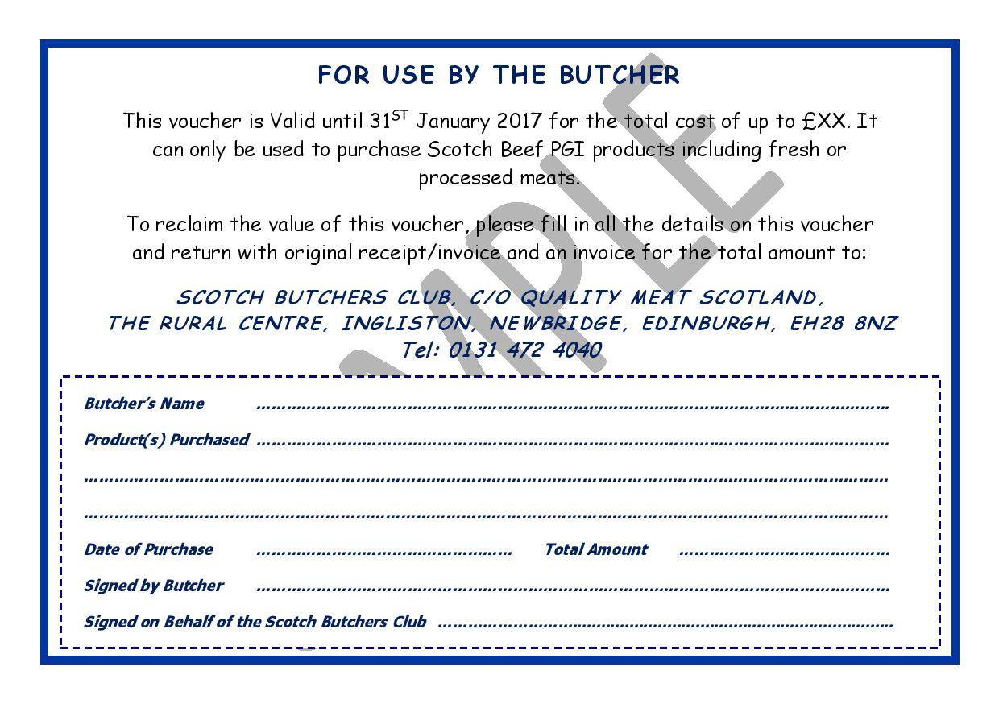 FOR USE BY THE BUTCHER
This voucher is Valid until 31ST January 2017 for the total cost of up to £XX. It
can only be used to purchase Scotch Beef PGI products including fresh or
processed meats.
To reclaim the value of this voucher, please fill in all the details on this voucher
and return with original receipt/invoice and an invoice for the total amount to:
SCOTCH BUTCHERS CLUB, C/O QUALITY MEAT SCOTLAND,
THE RURAL CENTRE, INGLISTON, NEWBRIDGE, EDINBURGH, EH28 8NZ
Tel: 0131 472 4040
Butcher's Name ........................................
Product(s) Purchased ........................................
........................................
........................................
Date of Purchase .................... Total Amount ....................
Signed by Butcher ........................................
Signed on Behalf of the Scotch Butchers Club ........................................
MPLE